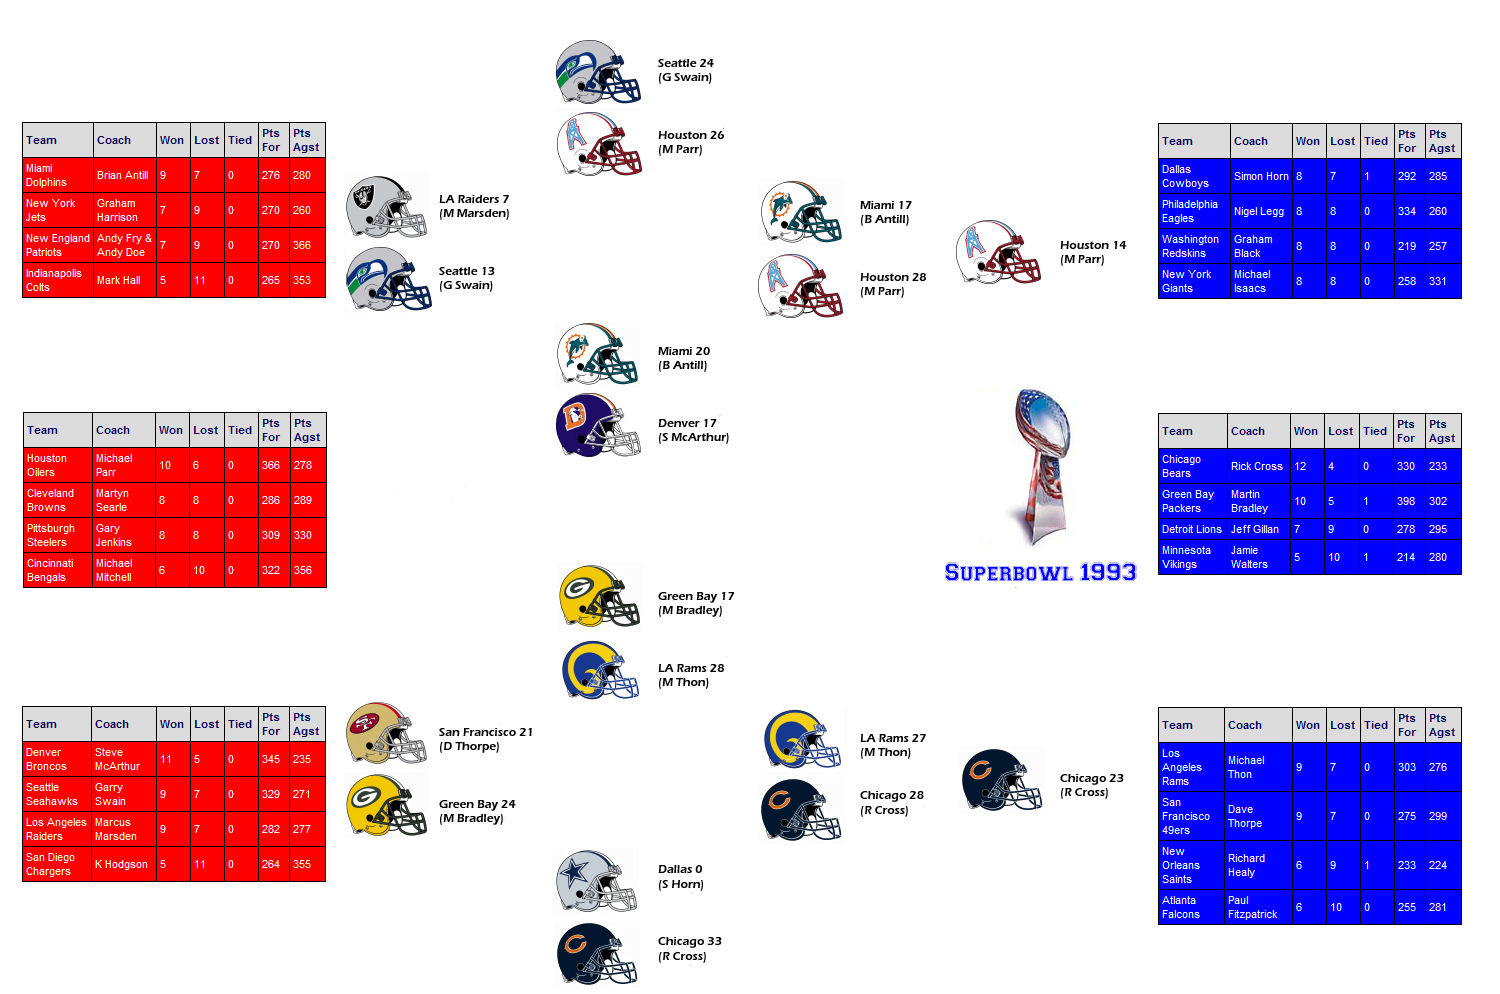 Seattle 24
(G Swain)
Houston 26
(M Parr)
Team Coach Won Lost Tied Pts For Pts Agst
Miami Dolphins Brian Antill 9 7 0 276 280
New York Jets Graham Harrison 7 9 0 270 260
New England Patriots Andy Fry & Andy Doe 7 9 0 270 366
Indianapolis Colts Mark Hall 5 11 0 265 353
LA Raiders 7
(M Marsden)
Seattle 13
(G Swain)
Miami 17
(B Antill)
Houston 28
(M Parr)
Houston 14
(M Parr)
Team Coach Won Lost Tied Pts For Pts Agst
Dallas Cowboys Simon Horn 8 7 1 292 285
Philadelphia Eagles Nigel Legg 8 8 0 334 260
Washington Redskins Graham Black 8 8 0 219 257
New York Giants Michael Isaacs 8 8 0 258 331
Miami 20
(B Antill)
Denver 17
(S McArthur)
Team Coach Won Lost Tied Pts For Pts Agst
Houston Oilers Michael Parr 10 6 0 366 278
Cleveland Browns Martyn Searle 8 8 0 286 289
Pittsburgh Steelers Gary Jenkins 8 8 0 309 330
Cincinnati Bengals Michael Mitchell 6 10 0 322 356
Superbowl 1993
Team Coach Won Lost Tied Pts For Pts Agst
Chicago Bears Rick Cross 12 4 0 330 233
Green Bay Packers Martin Bradley 10 5 1 398 302
Detroit Lions Jeff Gillan 7 9 0 278 295
Minnesota Vikings Jamie Walters 5 10 1 214 280
Green Bay 17
(M Bradley)
LA Rams 28
(M Thon)
Team Coach Won Lost Tied Pts For Pts Agst
Denver Broncos Steve McArthur 11 5 0 345 235
Seattle Seahawks Garry Swain 9 7 0 329 271
Los Angeles Raiders Marcus Marsden 9 7 0 282 277
San Diego Chargers K Hodgson 5 11 0 264 355
San Francisco 21
(D Thorpe)
Green Bay 24
(M Bradley)
LA Rams 27
(M Thon)
Chicago 28
(R Cross)
Chicago 23
(R Cross)
Team Coach Won Lost Tied Pts For Pts Agst
Los Angeles Rams Michael Thon 9 7 0 303 276
San Francisco 49ers Dave Thorpe 9 7 0 275 299
New Orleans Saints Richard Healy 6 9 1 233 224
Atlanta Falcons Paul Fitzpatrick 6 10 0 255 281
Dallas 0
(S Horn)
Chicago 33
(R Cross)